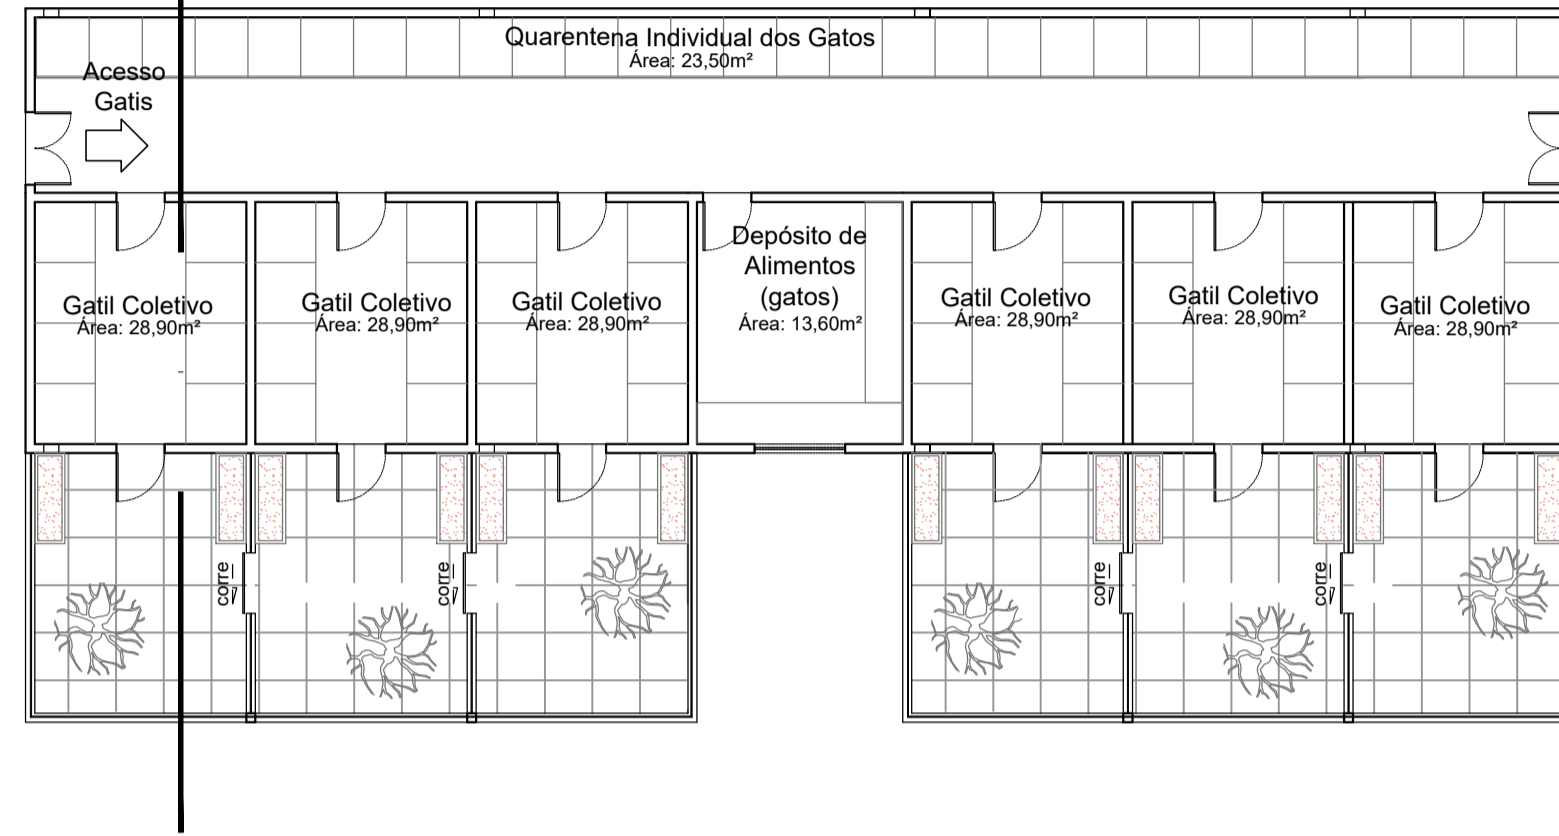 Quarentena Individual dos Gatos
Área: 23,50m²
Acesso
Gatis
Gatil Coletivo
Área: 28,90m²
Gatil Coletivo
Área: 28,90m²
Gatil Coletivo
Área: 28,90m²
Depósito de
Alimentos
(gatos)
Área: 13,60m²
Gatil Coletivo
Área: 28,90m²
Gatil Coletivo
Área: 28,90m²
Gatil Coletivo
Área: 28,90m²
corre
corre
corre
corre